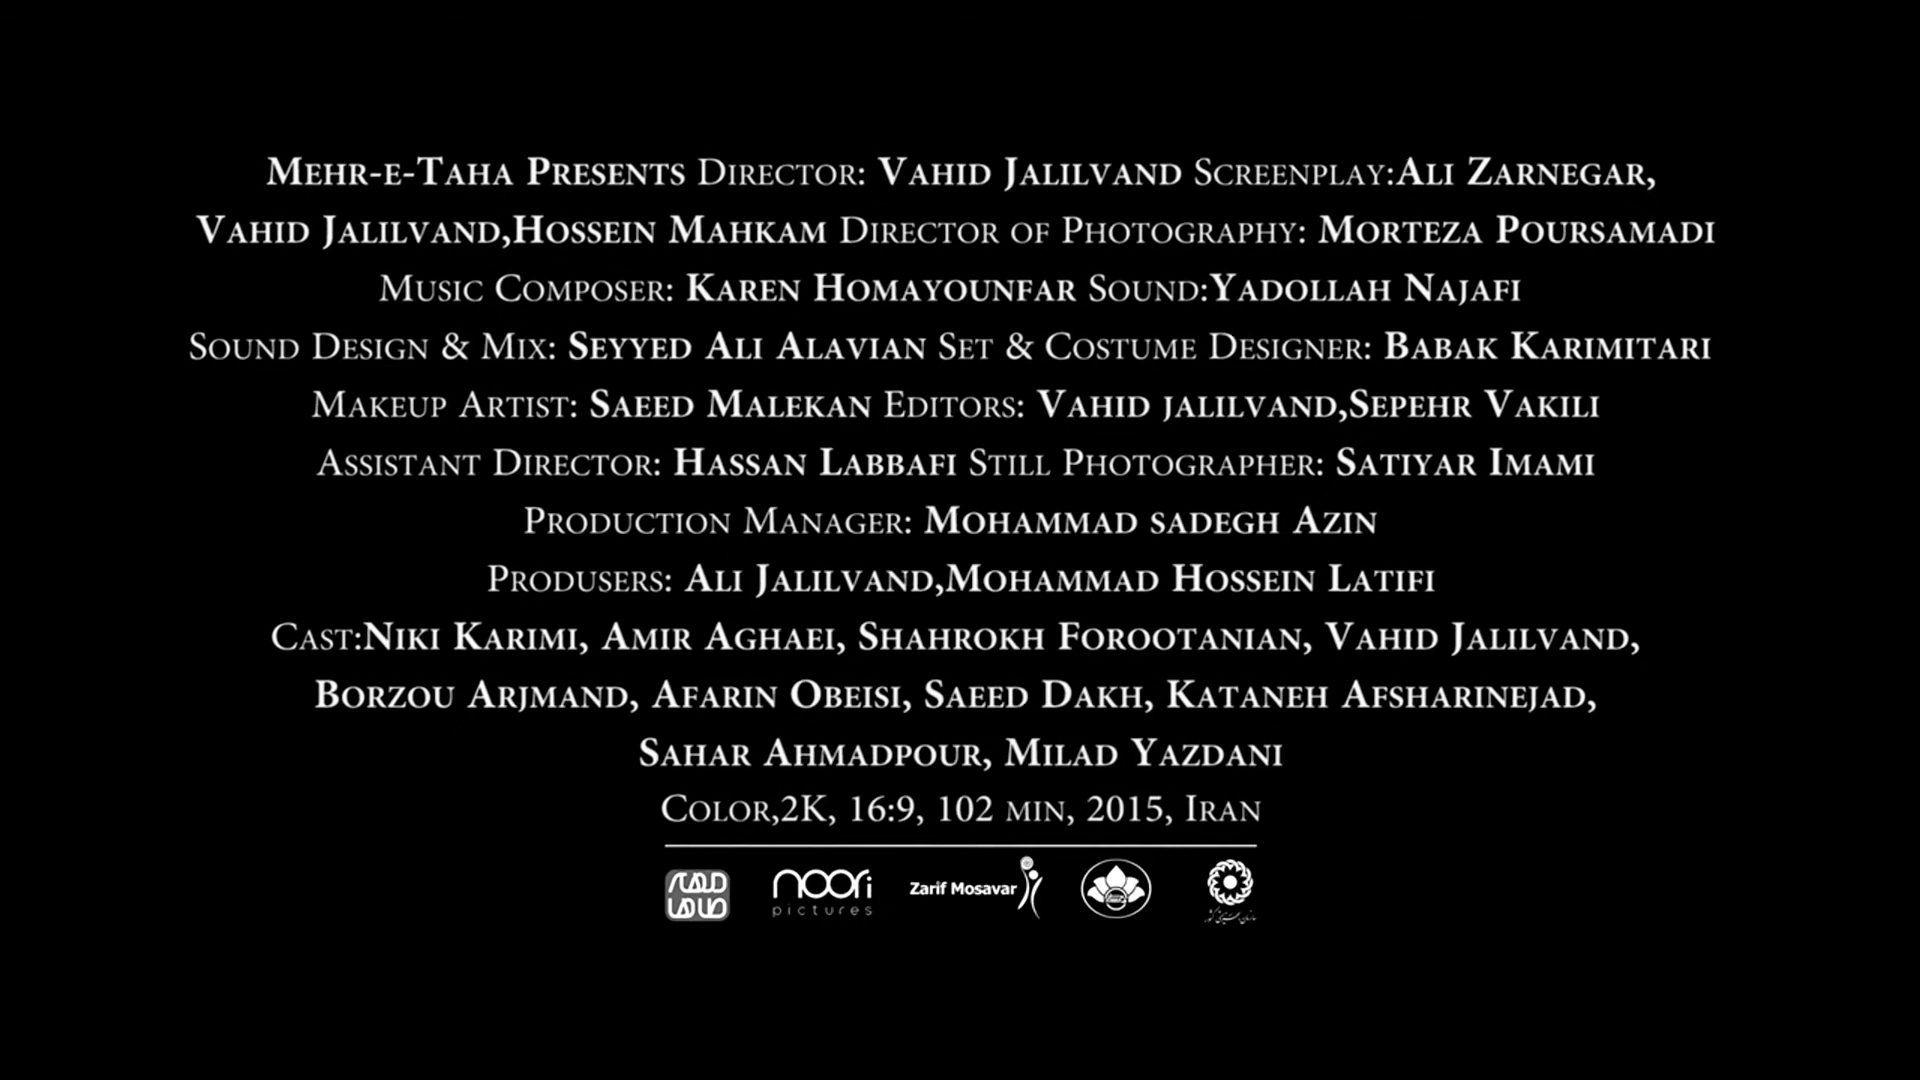 Mehr-e-Taha Presents Director: Vahid Jalilvand Screenplay:Ali Zarnegar,
Vahid Jalilvand,Hossein Mahkam Director of Photography: Morteza Poursamadi
Music Composer: Karen Homayounfar Sound:Yadollah Najafi
Sound Design & Mix: Seyyed Ali Alavian Set & Costume Designer: Babak Karimitari
Makeup Artist: Saeed Malekan Editors: Vahid jalilvand,Sepehr Vakili
Assistant Director: Hassan Labbafi Still Photographer: Satiyar Imami
Production Manager: Mohammad sadegh Azin
Produsers: Ali Jalilvand,Mohammad Hossein Latifi
Cast:Niki Karimi, Amir Aghaei, Shahrokh Forootanian, Vahid Jalilvand,
Borzou Arjmand, Afarin Obeisi, Saeed Dakh, Kataneh Afsharinejad,
Sahar Ahmadpour, Milad Yazdani
Color,2K, 16:9, 102 min, 2015, Iran
noori
pictures
Zarif Mosavar